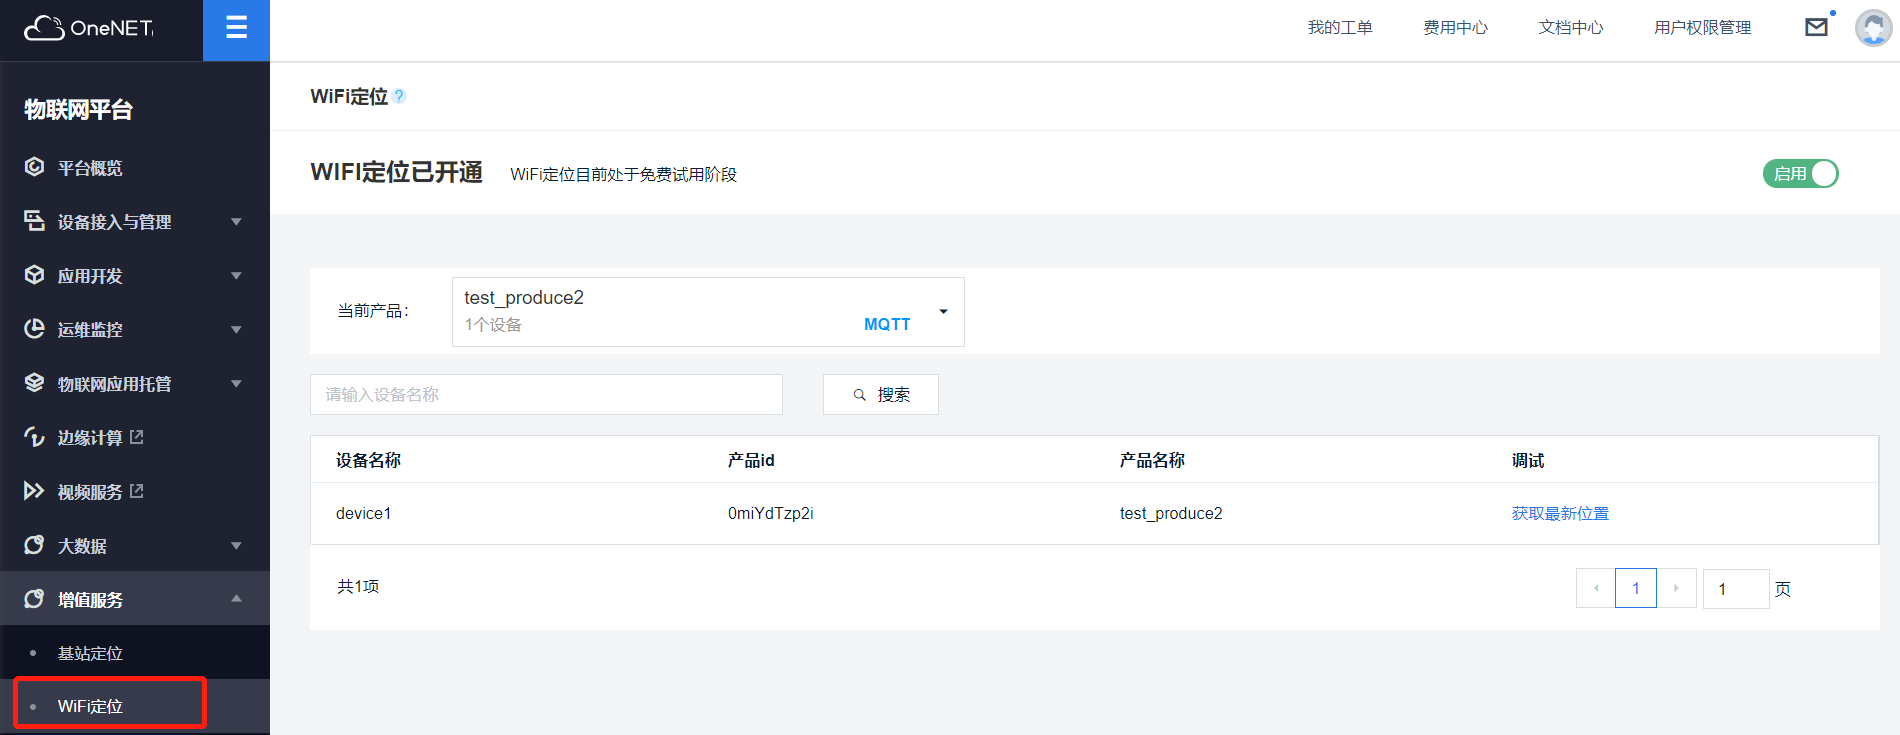 OneNET
我的工单
费用中心
文档中心
用户权限管理
物联网平台
平台概览
设备接入与管理
应用开发
运维监控
物联网应用托管
边缘计算
视频服务
大数据
增值服务
基站定位
WiFi定位
WiFi定位 ?
WIFI定位已开通 WiFi定位目前处于免费试用阶段
启用
当前产品：
test_produce2
1个设备
MQTT
请输入设备名称
搜索
设备名称 产品id 产品名称 调试
device1 0miYdTzp2i test_produce2 获取最新位置
共1项
1
1 页